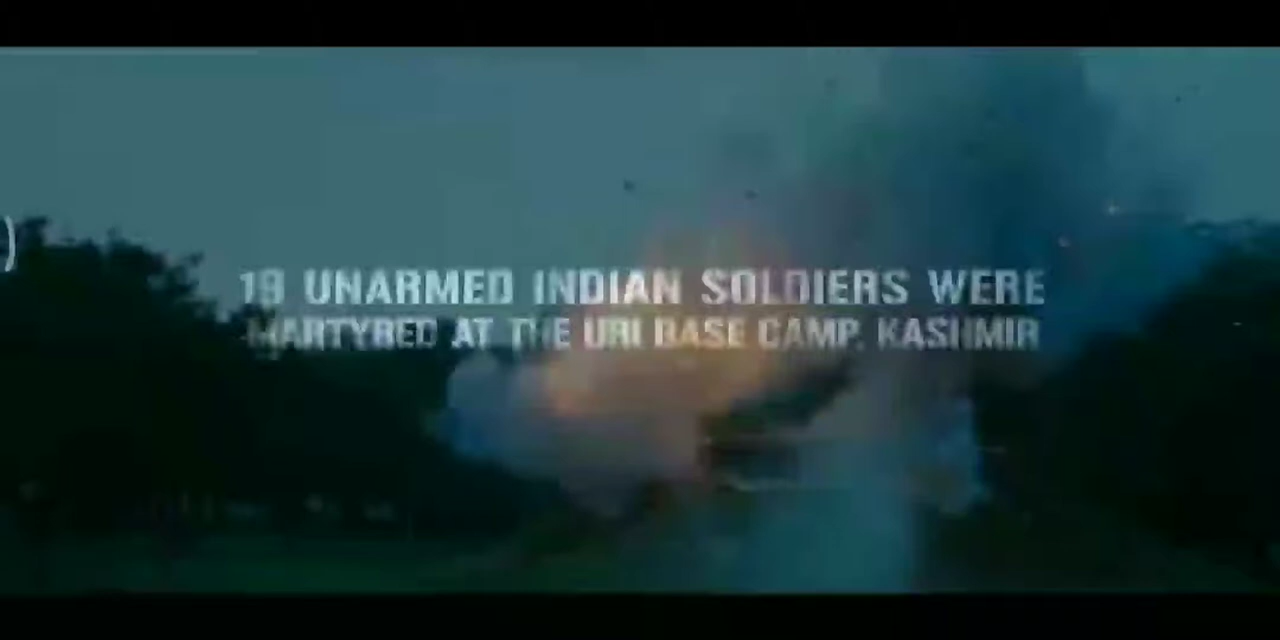 19 UNARMED INDIAN SOLDIERS WERE
MARTYRED AT THE URI BASE CAMP, KASHMIR